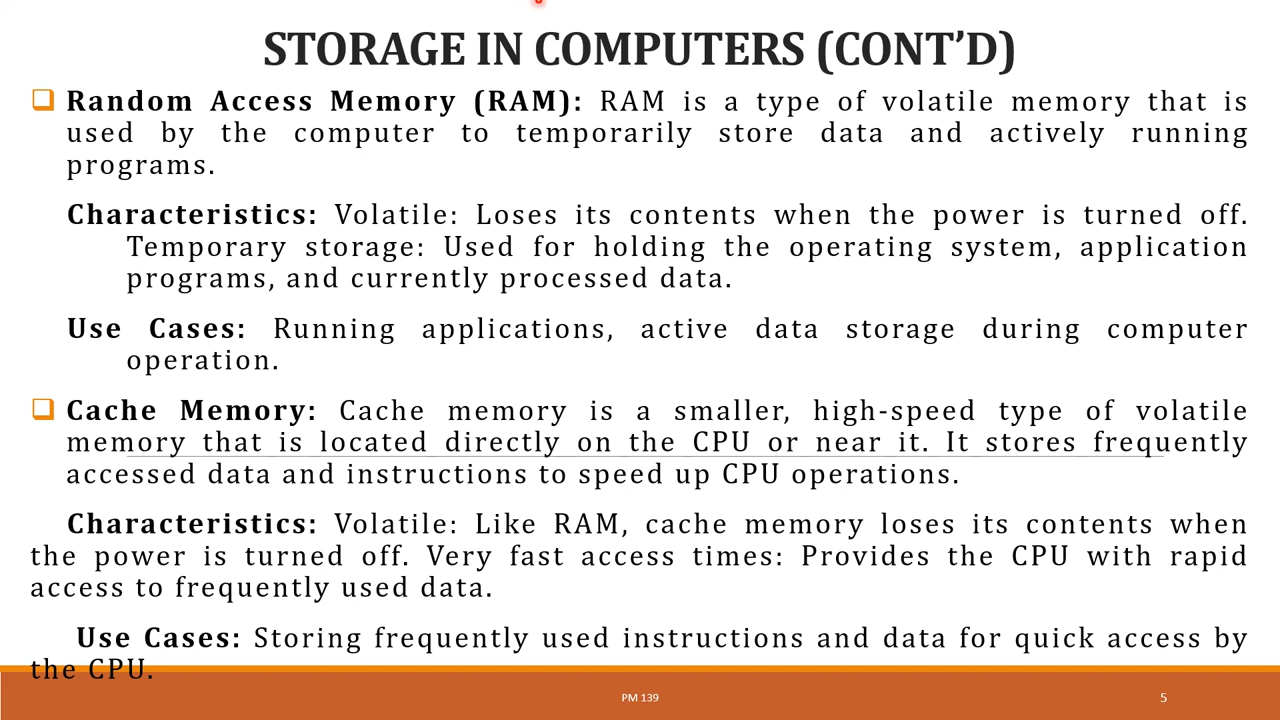 STORAGE IN COMPUTERS (CONT’D)
Random Access Memory (RAM): RAM is a type of volatile memory that is
used by the computer to temporarily store data and actively running
programs.
Characteristics: Volatile: Loses its contents when the power is turned off.
Temporary storage: Used for holding the operating system, application
programs, and currently processed data.
Use Cases: Running applications, active data storage during computer
operation.
Cache Memory: Cache memory is a smaller, high-speed type of volatile
memory that is located directly on the CPU or near it. It stores frequently
accessed data and instructions to speed up CPU operations.
Characteristics: Volatile: Like RAM, cache memory loses its contents when
the power is turned off. Very fast access times: Provides the CPU with rapid
access to frequently used data.
Use Cases: Storing frequently used instructions and data for quick access by
the CPU.
PM 139
5